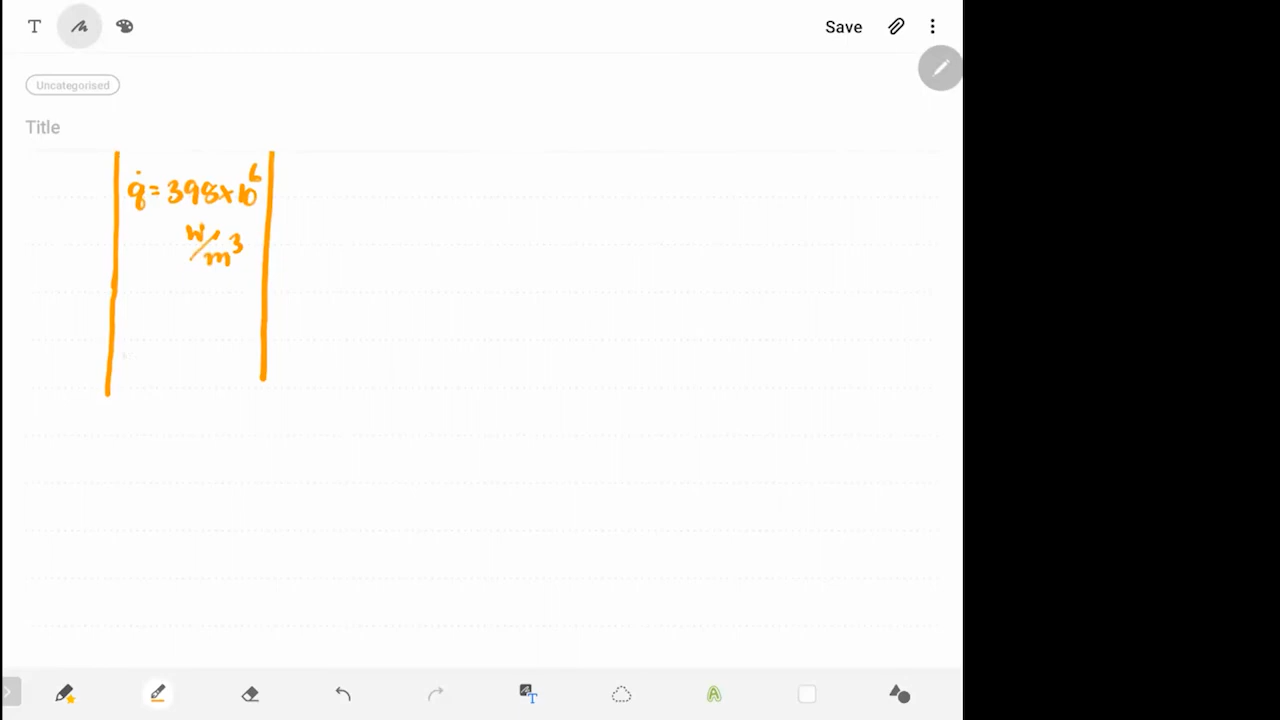 T
Save
Uncategorised
Title
q̇ = 398×10⁶
W/m³
T
A